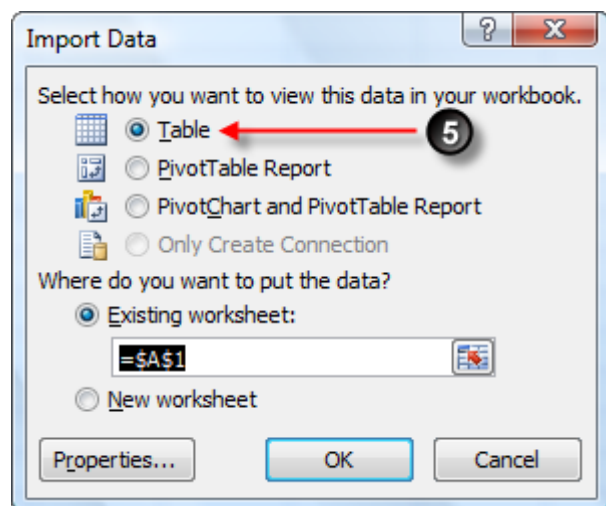 Import Data
Select how you want to view this data in your workbook.
Table
5
PivotTable Report
PivotChart and PivotTable Report
Only Create Connection
Where do you want to put the data?
Existing worksheet:
=$A$1
New worksheet
Properties... OK Cancel